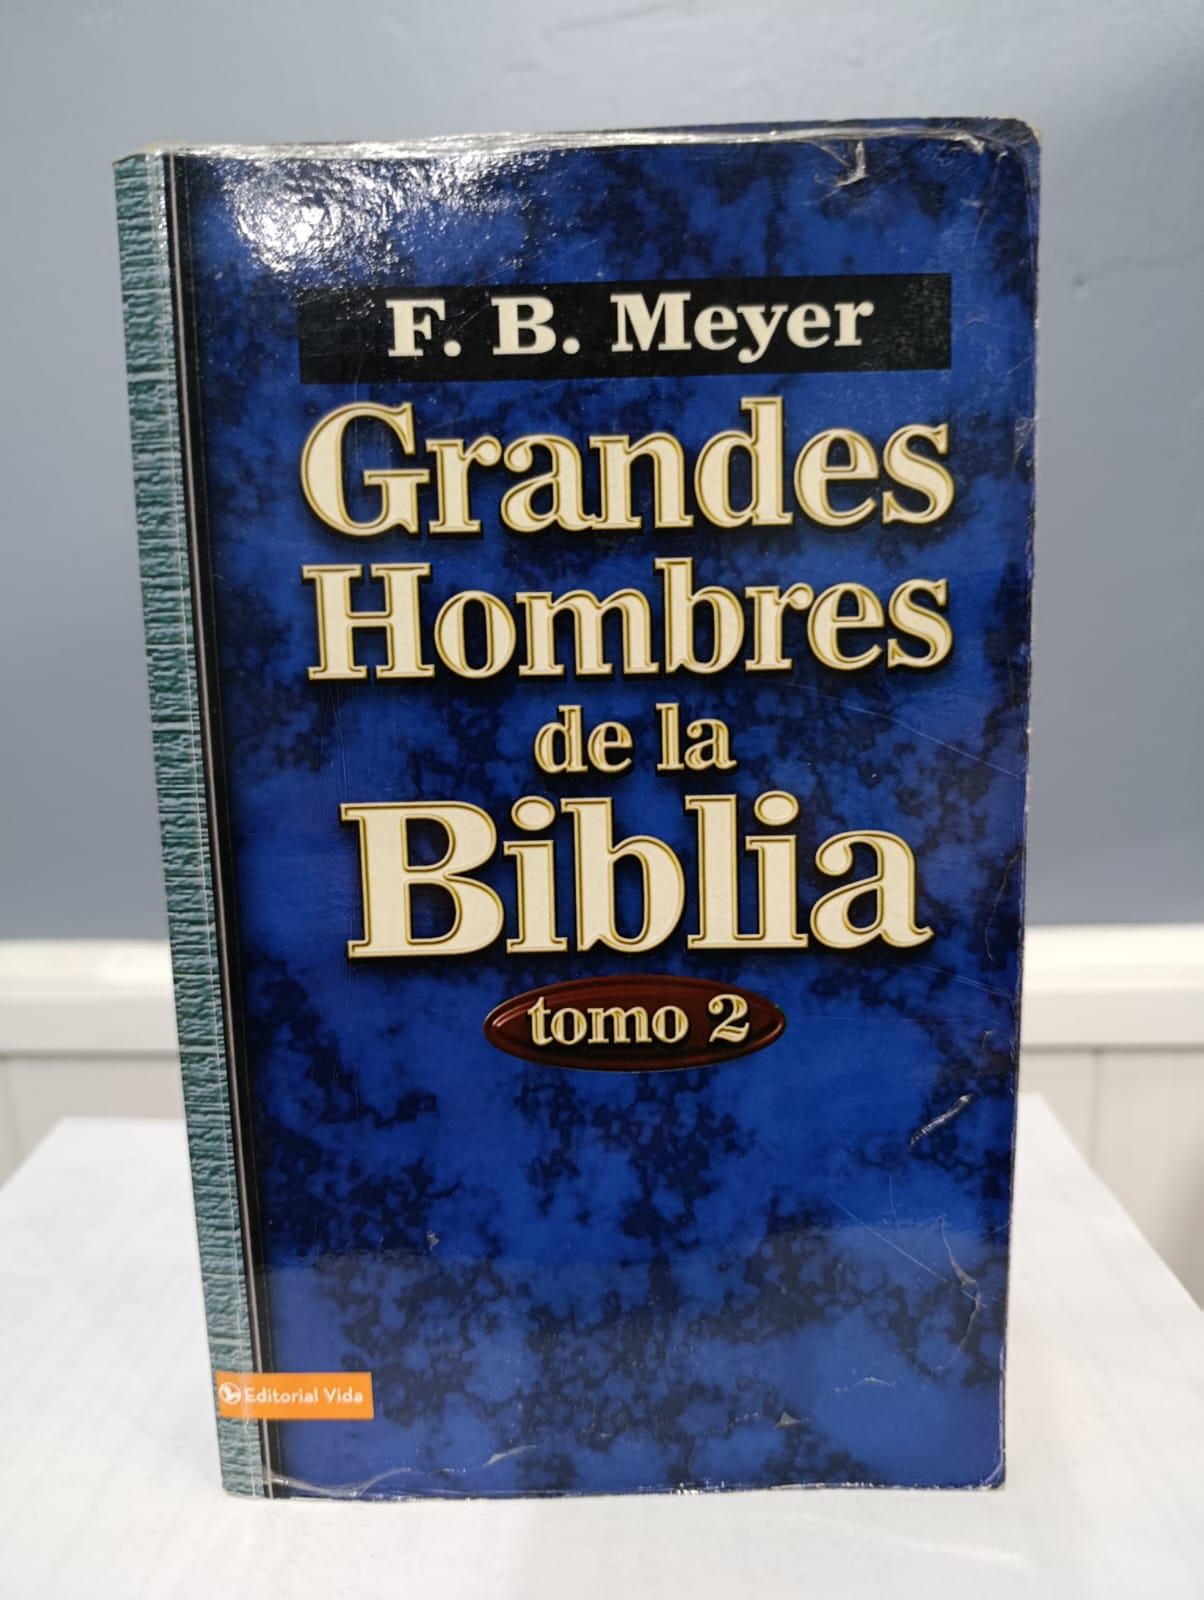 F. B. Meyer
Grandes
Hombres
de la
Biblia
tomo 2
Editorial Vida